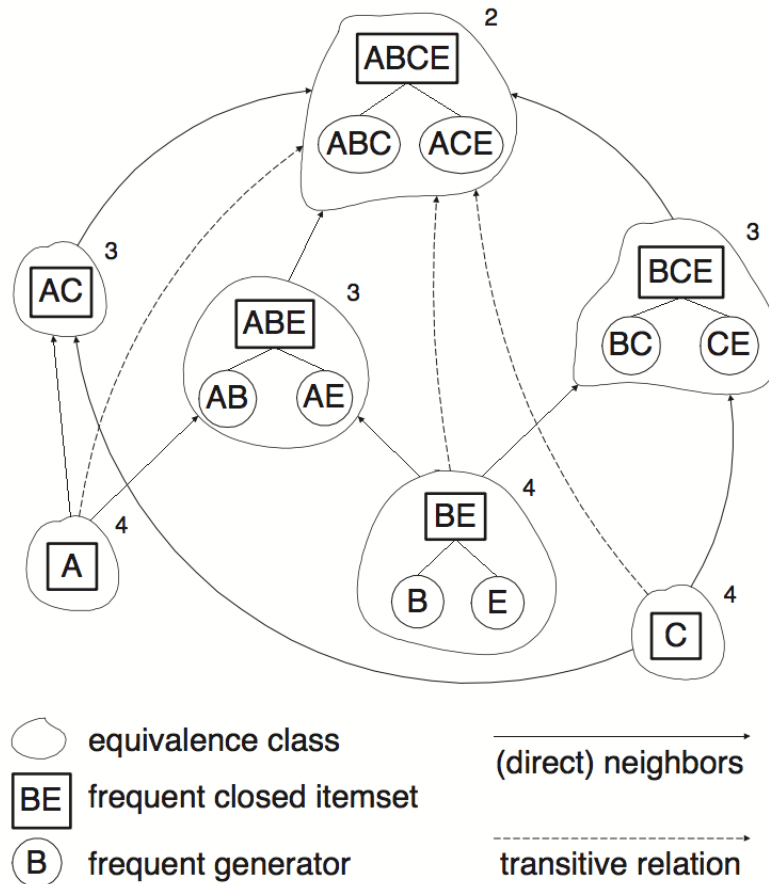 2
ABCE
ABC ACE
3
AC
3
ABE
AB AE
3
BCE
BC CE
4
A
4
BE
B E
4
C
equivalence class
(direct) neighbors
BE frequent closed itemset
B frequent generator
transitive relation